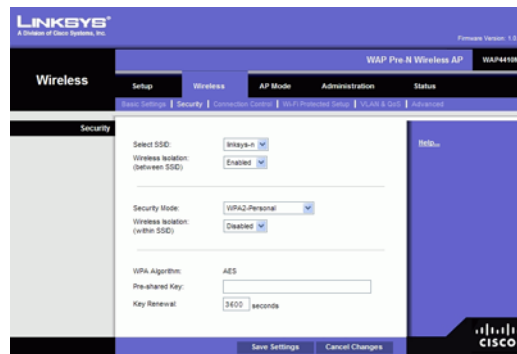 LINKSYS®
A Division of Cisco Systems, Inc.
Firmware Version: 1.0
WAP Pre-N Wireless AP
WAP4410N
Wireless
Setup
Wireless
AP Mode
Administration
Status
Basic Settings | Security | Connection Control | Wi-Fi Protected Setup | VLAN & QoS | Advanced
Security
Select SSID: linksys-n
Help...
Wireless Isolation: Enabled
(between SSID)
Security Mode: WPA2-Personal
Wireless Isolation: Disabled
(within SSID)
WPA Algorithm: AES
Pre-shared Key:
Key Renewal: 3600 seconds
Save Settings
Cancel Changes
CISCO